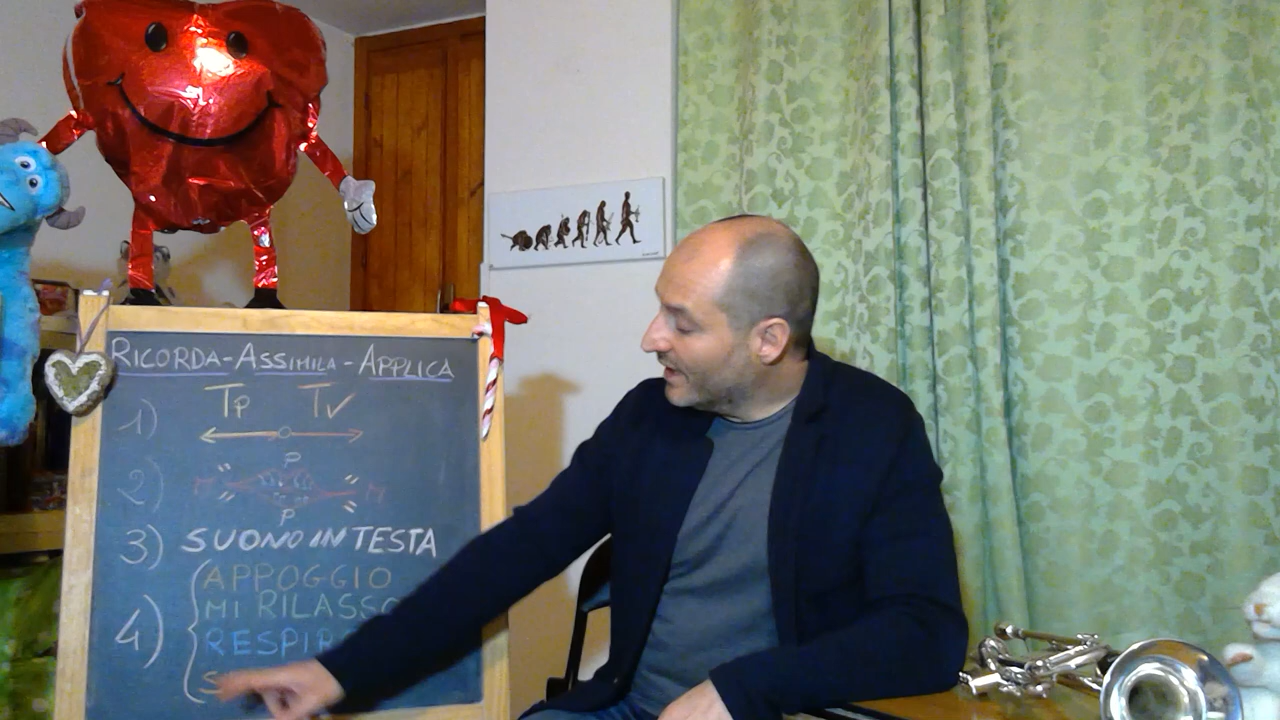 RICORDA-ASSIMILA-APPLICA
Tp Tv
1)
P
2)
P
3) SUONO IN TESTA
APPOGGIO
MI RILASSO
4) RESPIRO